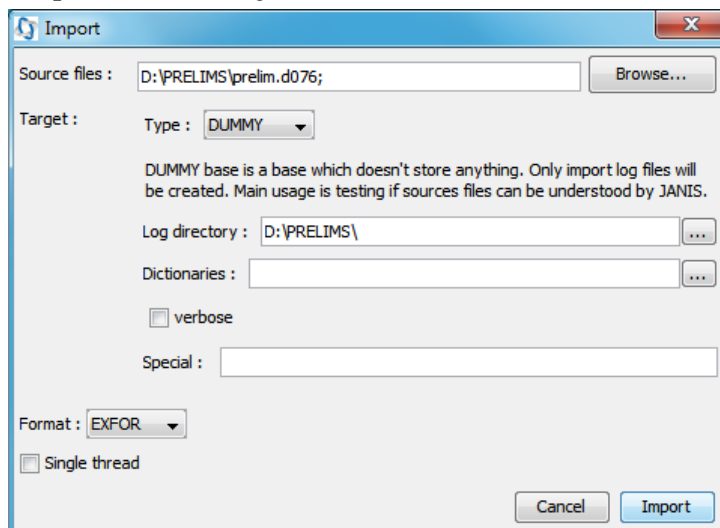 Import
Source files : D:\PRELIMS\prelim.d076; Browse...
Target : Type : DUMMY
DUMMY base is a base which doesn't store anything. Only import log files will
be created. Main usage is testing if sources files can be understood by JANIS.
Log directory : D:\PRELIMS\ ...
Dictionaries : ...
verbose
Special :
Format : EXFOR
Single thread
Cancel Import